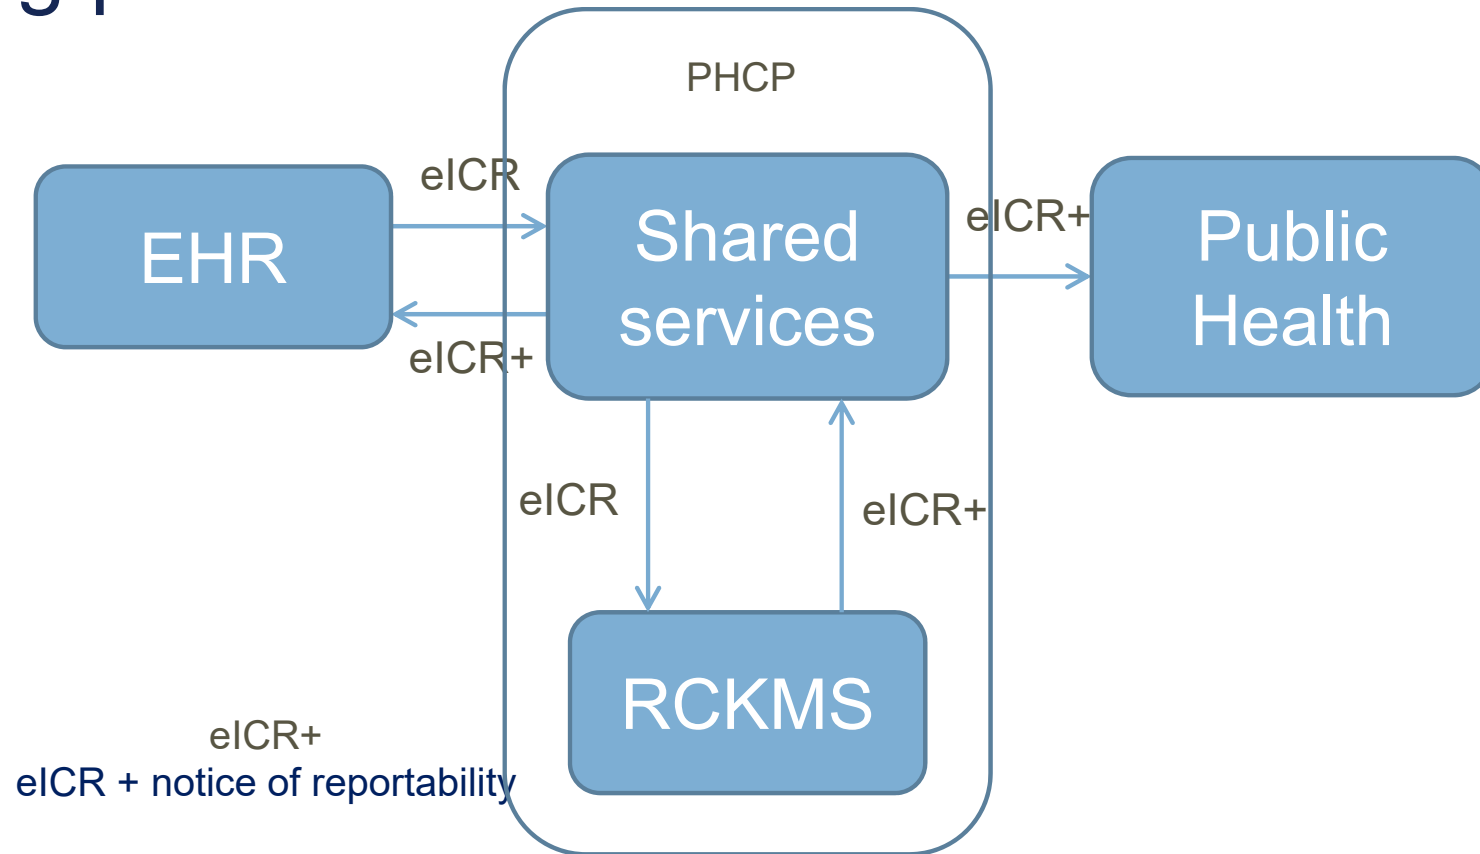 PHCP
eICR
EHR
Shared
services
eICR+
Public
Health
eICR+
eICR
eICR+
RCKMS
eICR+
eICR + notice of reportability